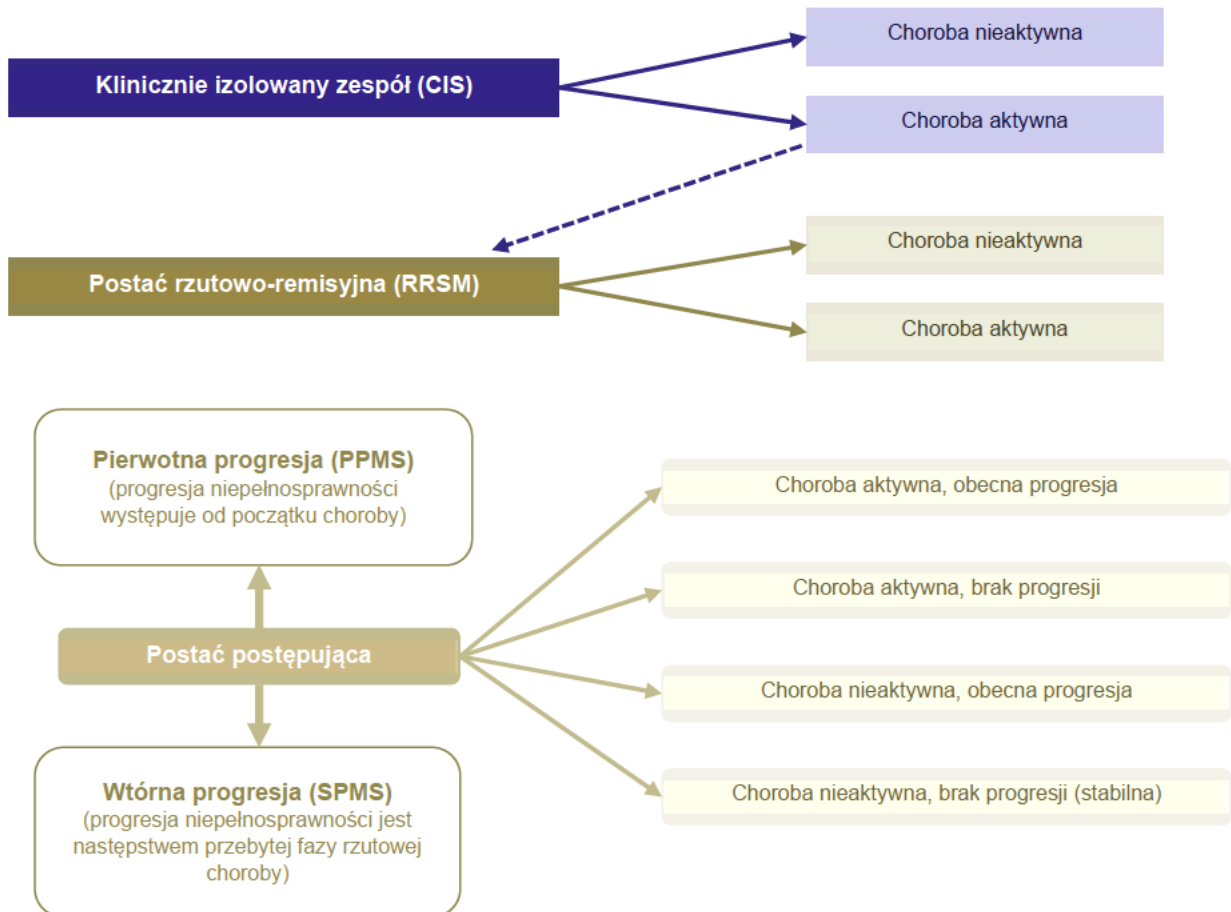 Klinicznie izolowany zespół (CIS)
Choroba nieaktywna
Choroba aktywna
Postać rzutowo-remisyjna (RRSM)
Choroba nieaktywna
Choroba aktywna
Pierwotna progresja (PPMS)
(progresja niepełnosprawności
występuje od początku choroby)
Postać postępująca
Wtórna progresja (SPMS)
(progresja niepełnosprawności jest
następstwem przebytej fazy rzutowej
choroby)
Choroba aktywna, obecna progresja
Choroba aktywna, brak progresji
Choroba nieaktywna, obecna progresja
Choroba nieaktywna, brak progresji (stabilna)